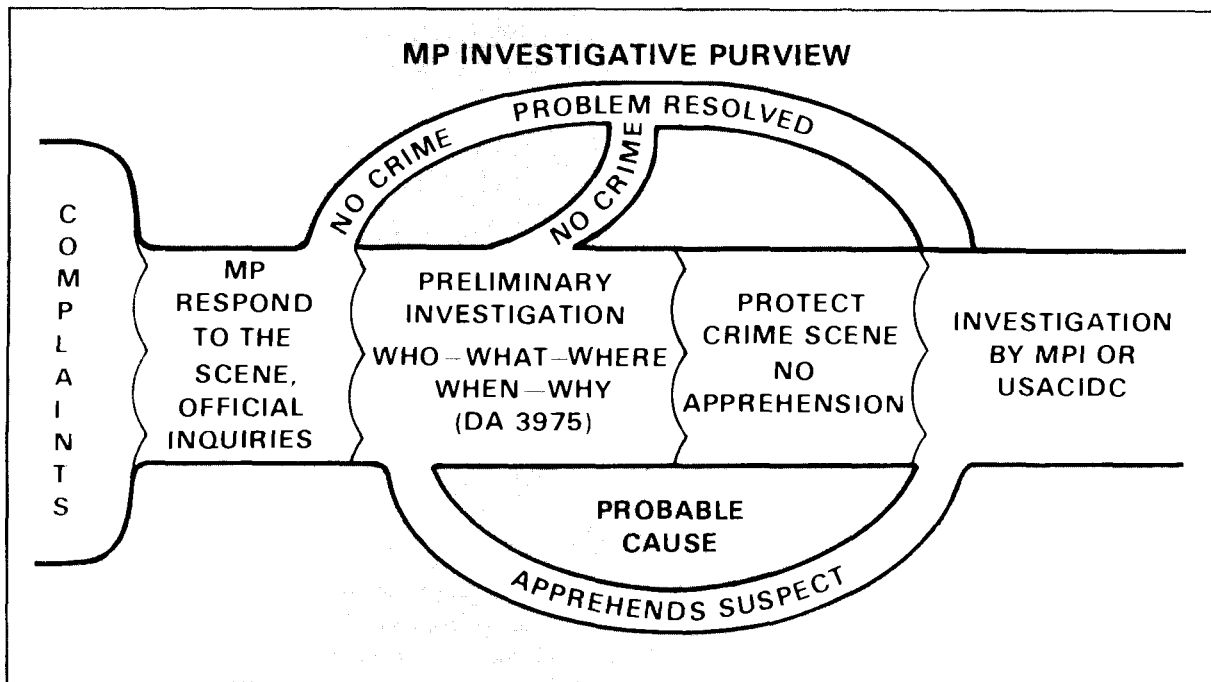 MP INVESTIGATIVE PURVIEW
NO CRIME
PROBLEM RESOLVED
NO CRIME
COMPLAINTS
MP
RESPOND
TO THE
SCENE,
OFFICIAL
INQUIRIES
PRELIMINARY
INVESTIGATION
WHO—WHAT—WHERE
WHEN—WHY
(DA 3975)
PROTECT
CRIME SCENE
NO
APPREHENSION
INVESTIGATION
BY MPI OR
USACIDC
PROBABLE
CAUSE
APPREHENDS SUSPECT